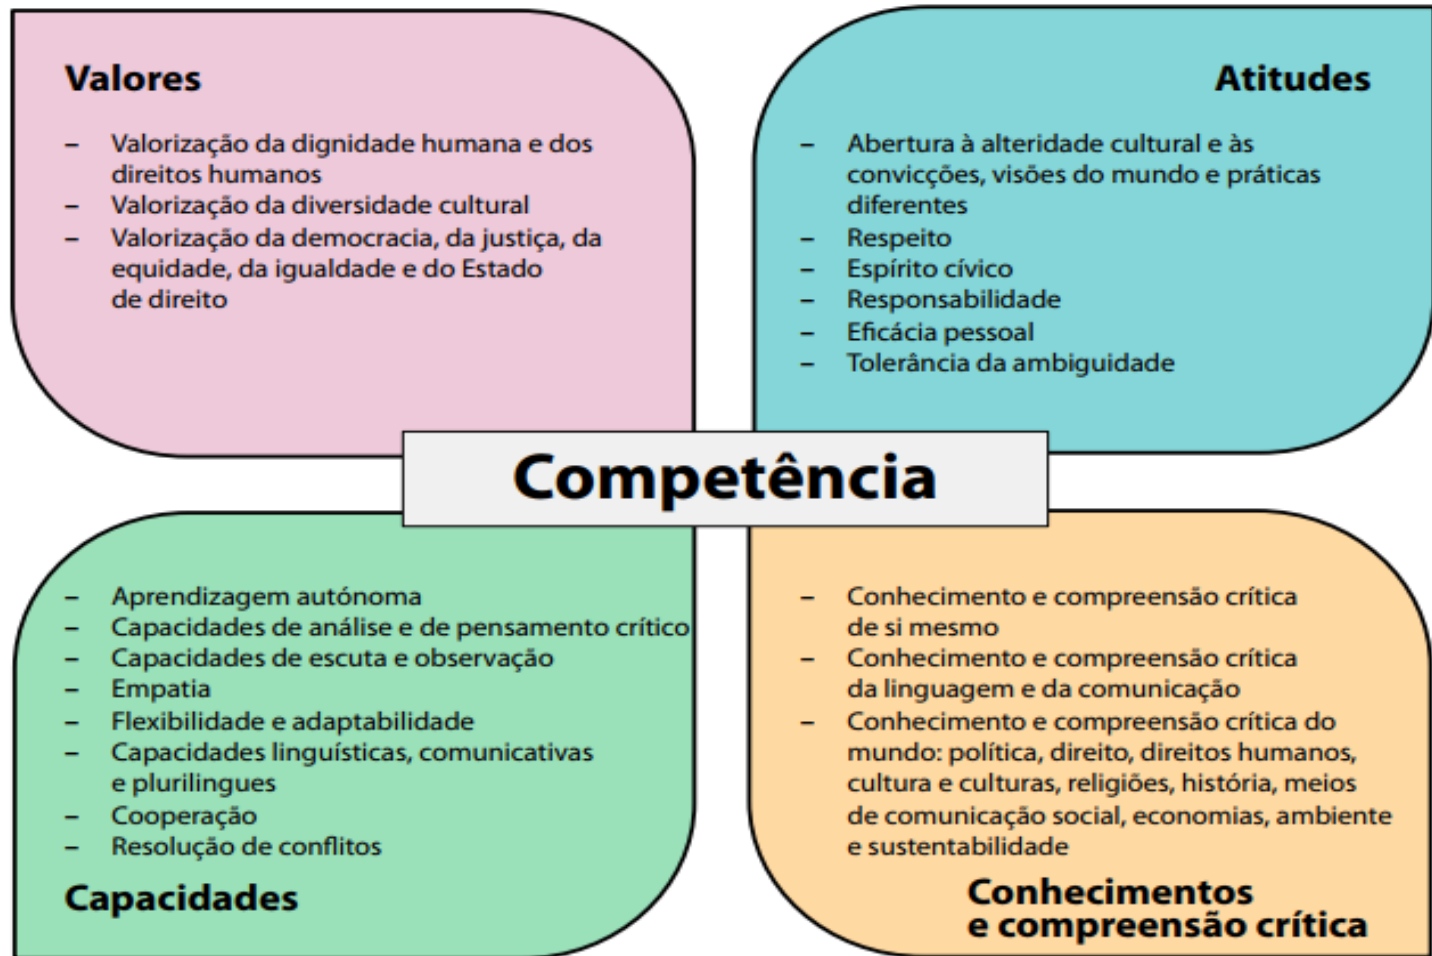 Valores
– Valorização da dignidade humana e dos
direitos humanos
– Valorização da diversidade cultural
– Valorização da democracia, da justiça, da
equidade, da igualdade e do Estado
de direito
Atitudes
– Abertura à alteridade cultural e às
convicções, visões do mundo e práticas
diferentes
– Respeito
– Espírito cívico
– Responsabilidade
– Eficácia pessoal
– Tolerância da ambiguidade
Competência
– Aprendizagem autónoma
– Capacidades de análise e de pensamento crítico
– Capacidades de escuta e observação
– Empatia
– Flexibilidade e adaptabilidade
– Capacidades linguísticas, comunicativas
e plurilingues
– Cooperação
– Resolução de conflitos
Capacidades
– Conhecimento e compreensão crítica
de si mesmo
– Conhecimento e compreensão crítica
da linguagem e da comunicação
– Conhecimento e compreensão crítica do
mundo: política, direito, direitos humanos,
cultura e culturas, religiões, história, meios
de comunicação social, economias, ambiente
e sustentabilidade
Conhecimentos
e compreensão crítica